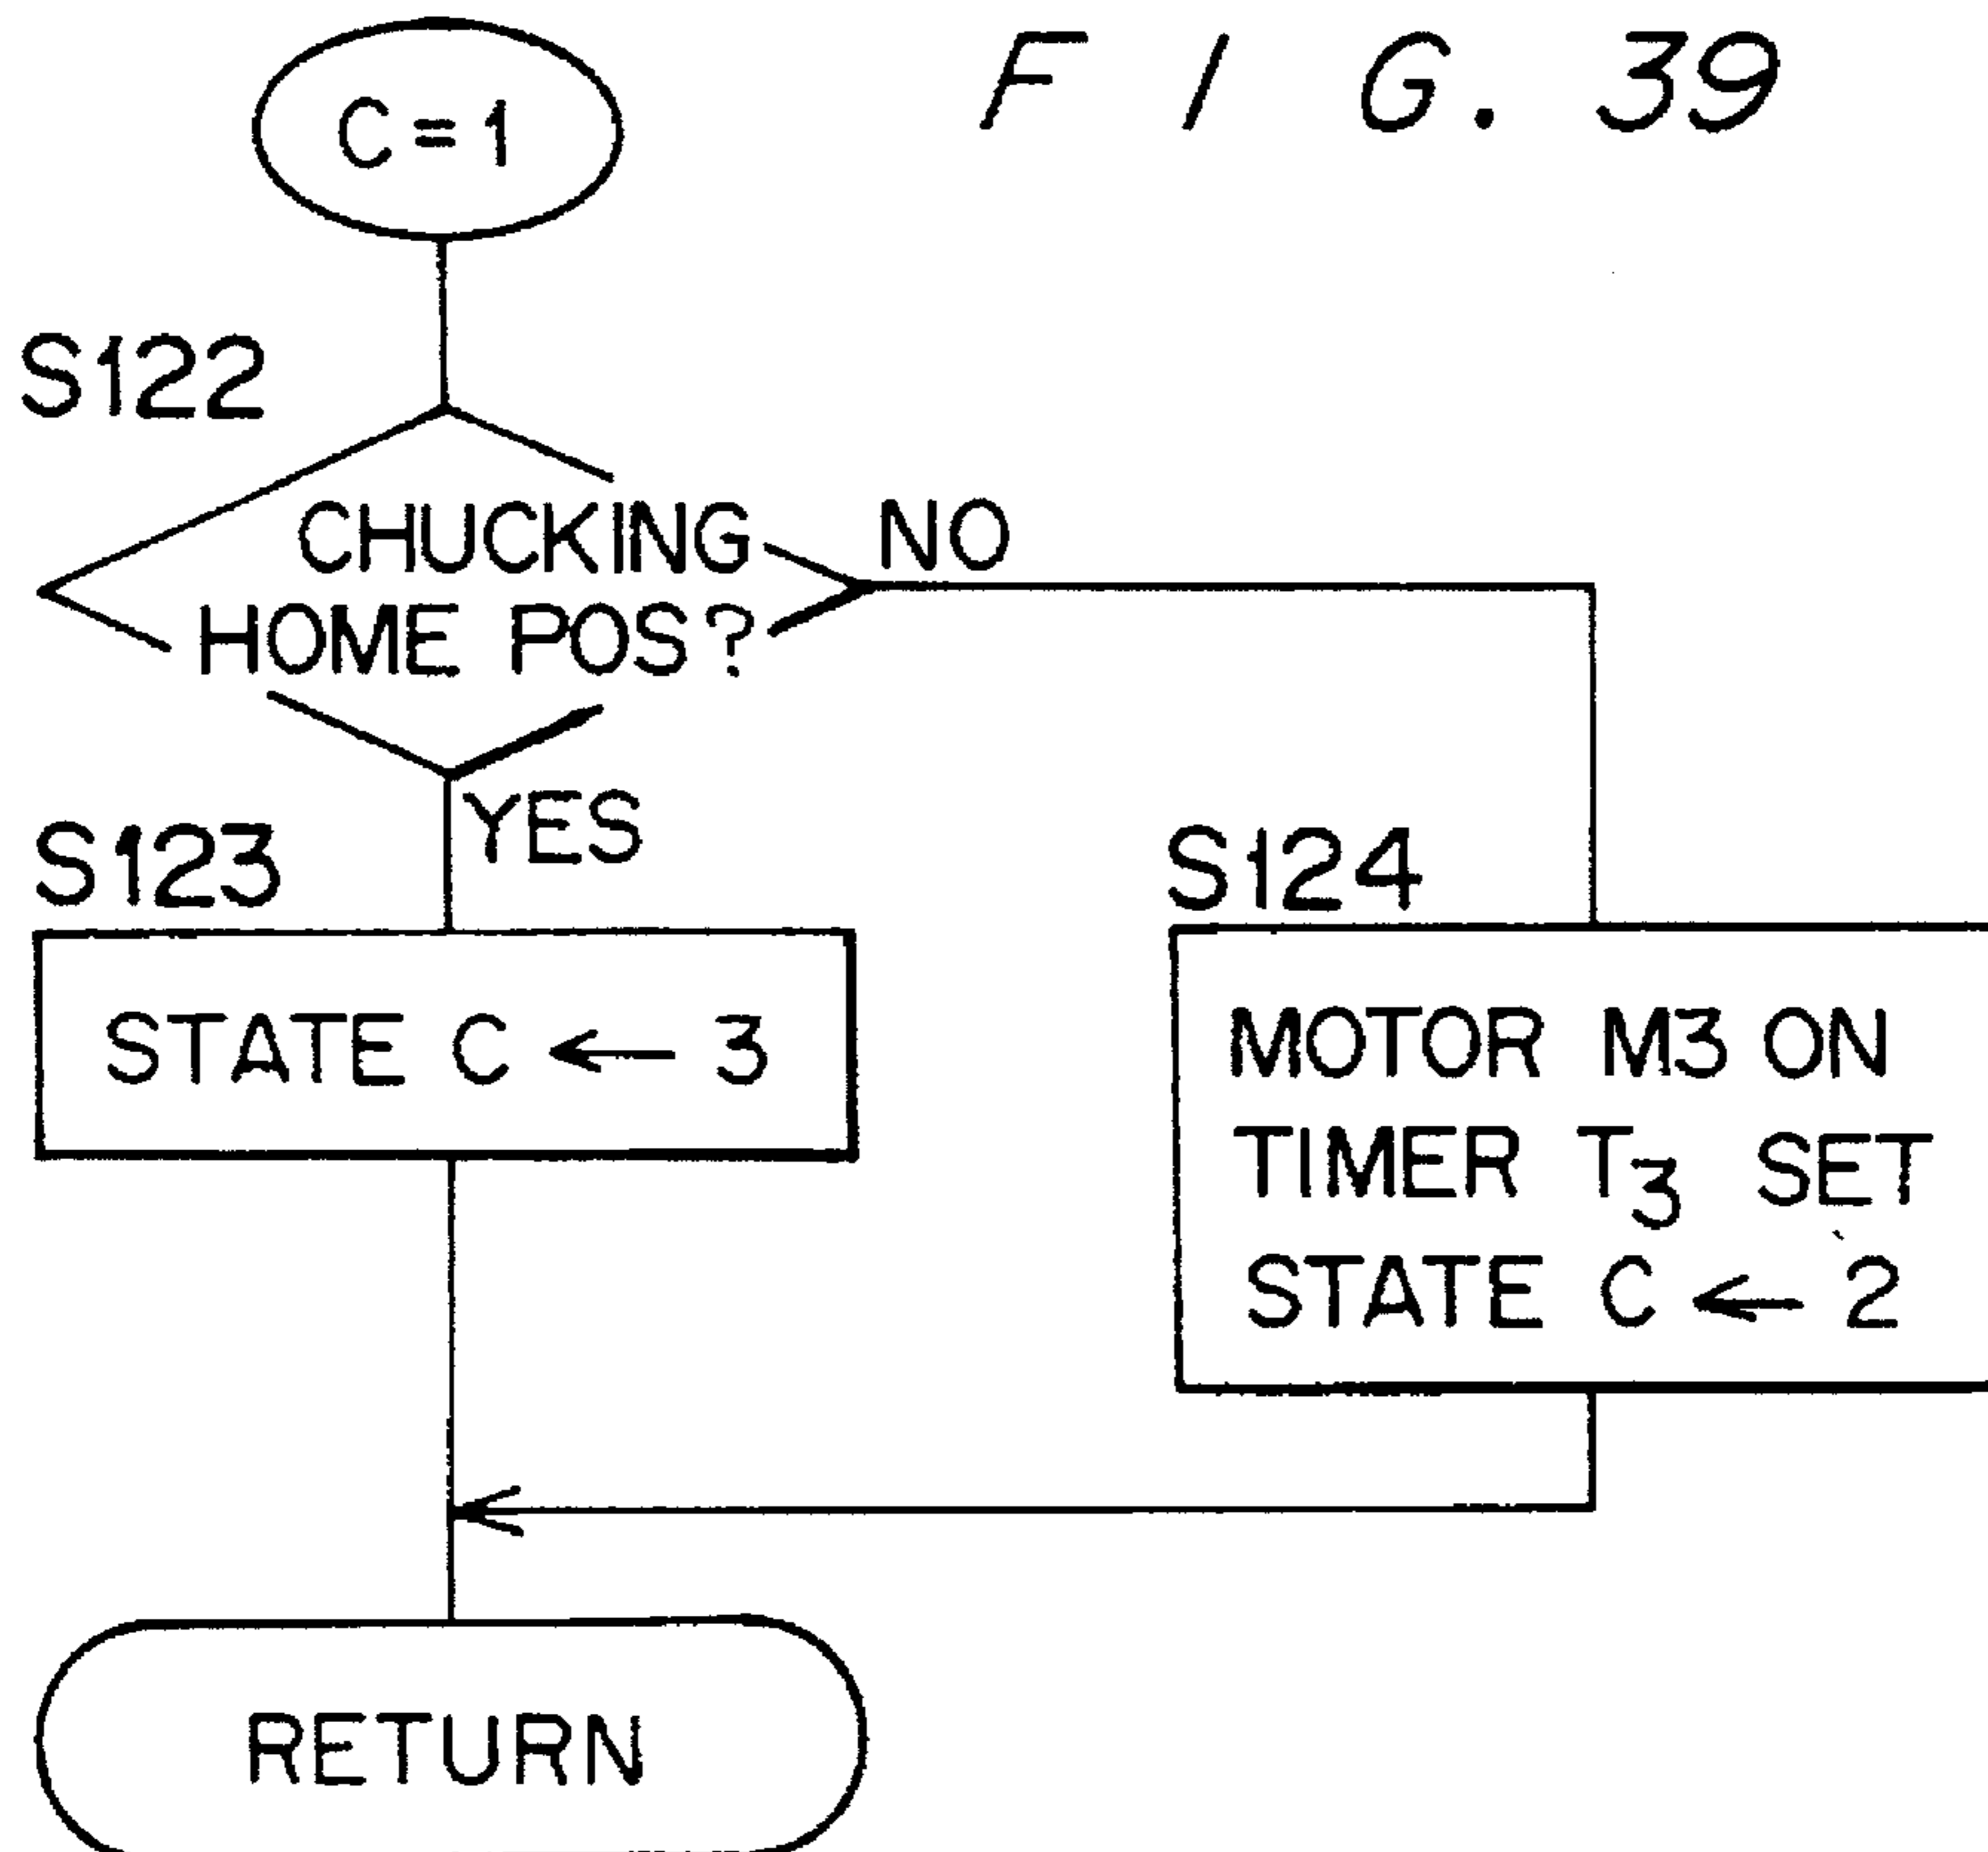 F I G. 39
C = 1
S122
CHUCKING
HOME POS?
NO
YES
S123
STATE C ← 3
S124
MOTOR M3 ON
TIMER T₃ SET
STATE C ← 2
RETURN